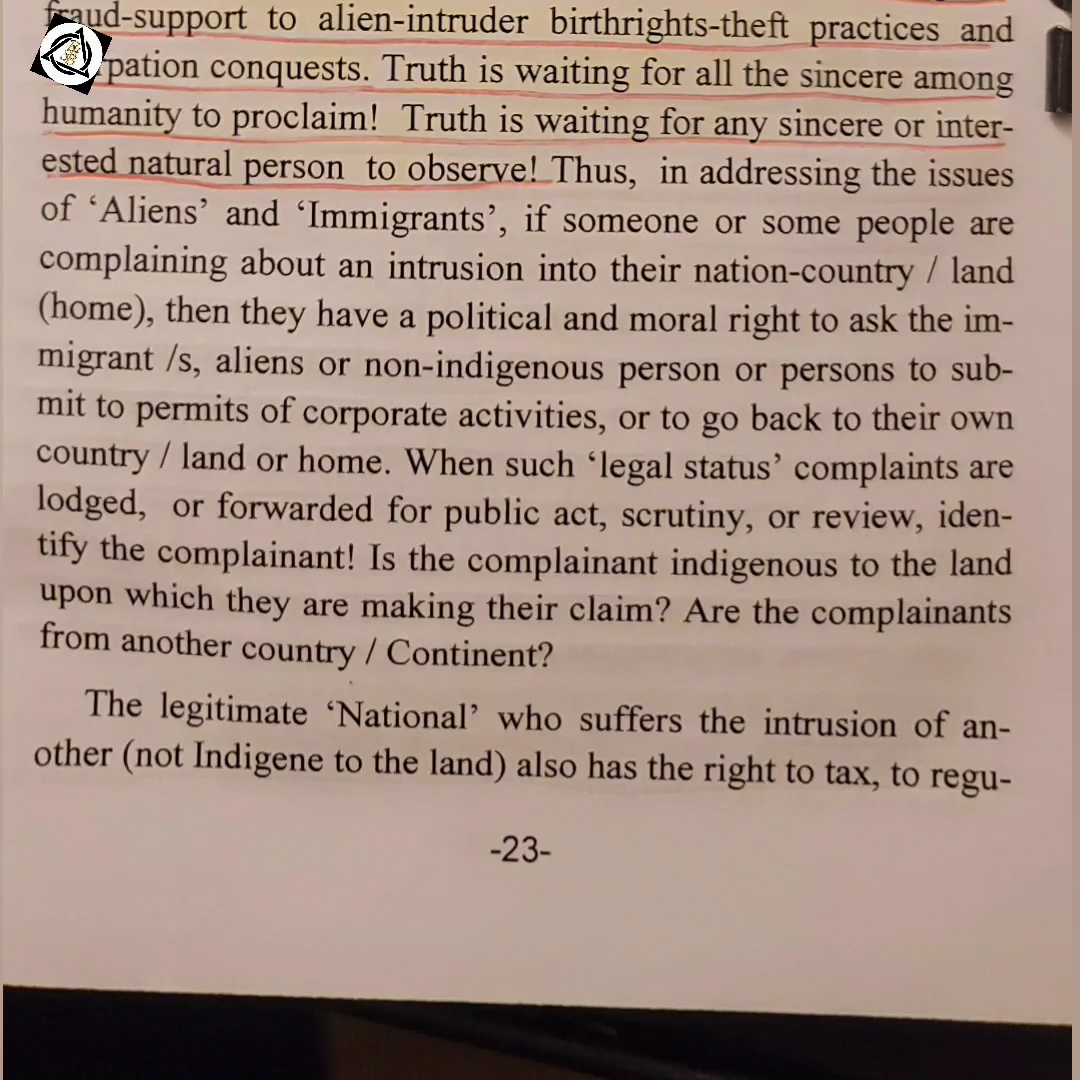 fraud-support to alien-intruder birthrights-theft practices and
pation conquests. Truth is waiting for all the sincere among
humanity to proclaim! Truth is waiting for any sincere or inter-
ested natural person to observe! Thus, in addressing the issues
of ‘Aliens’ and ‘Immigrants’, if someone or some people are
complaining about an intrusion into their nation-country / land
(home), then they have a political and moral right to ask the im-
migrant /s, aliens or non-indigenous person or persons to sub-
mit to permits of corporate activities, or to go back to their own
country / land or home. When such ‘legal status’ complaints are
lodged, or forwarded for public act, scrutiny, or review, iden-
tify the complainant! Is the complainant indigenous to the land
upon which they are making their claim? Are the complainants
from another country / Continent?
The legitimate ‘National’ who suffers the intrusion of an-
other (not Indigene to the land) also has the right to tax, to regu-
-23-